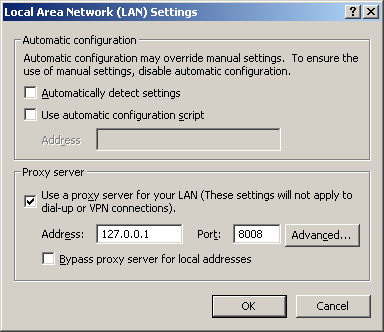 Local Area Network (LAN) Settings
Automatic configuration
Automatic configuration may override manual settings.  To ensure the
use of manual settings, disable automatic configuration.
Automatically detect settings
Use automatic configuration script
Address
Proxy server
Use a proxy server for your LAN (These settings will not apply to
dial-up or VPN connections).
Address: 127.0.0.1 Port: 8008 Advanced...
Bypass proxy server for local addresses
OK Cancel